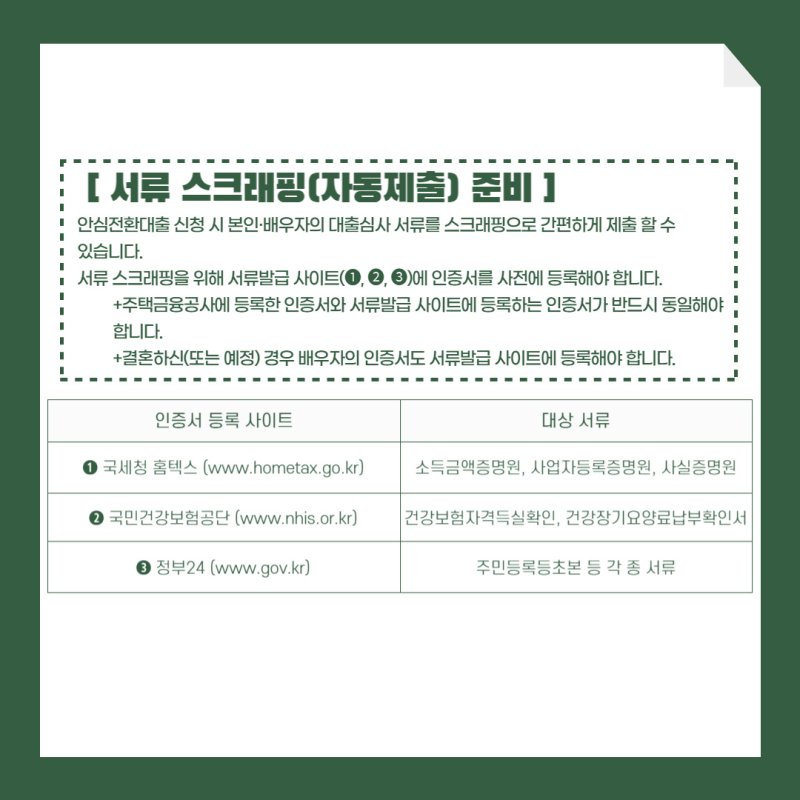 [ 서류 스크래핑(자동제출) 준비 ]
안심전환대출 신청 시 본인·배우자의 대출심사 서류를 스크래핑으로 간편하게 제출 할 수
있습니다.
서류 스크래핑을 위해 서류발급 사이트(❶, ❷, ❸)에 인증서를 사전에 등록해야 합니다.
+주택금융공사에 등록한 인증서와 서류발급 사이트에 등록하는 인증서가 반드시 동일해야
합니다.
+결혼하신(또는 예정) 경우 배우자의 인증서도 서류발급 사이트에 등록해야 합니다.
인증서 등록 사이트 대상 서류
❶ 국세청 홈텍스 (www.hometax.go.kr) 소득금액증명원, 사업자등록증명원, 사실증명원
❷ 국민건강보험공단 (www.nhis.or.kr) 건강보험자격득실확인, 건강장기요양료납부확인서
❸ 정부24 (www.gov.kr) 주민등록등초본 등 각 종 서류